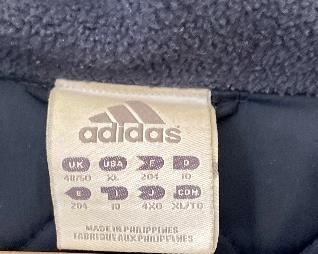 adidas
UK USA F D
48/50 XL 204 10
E I J COM
204 10 4XO XL/TG
MADE IN PHILIPPINES
FABRIQUE AUX PHILIPPINES